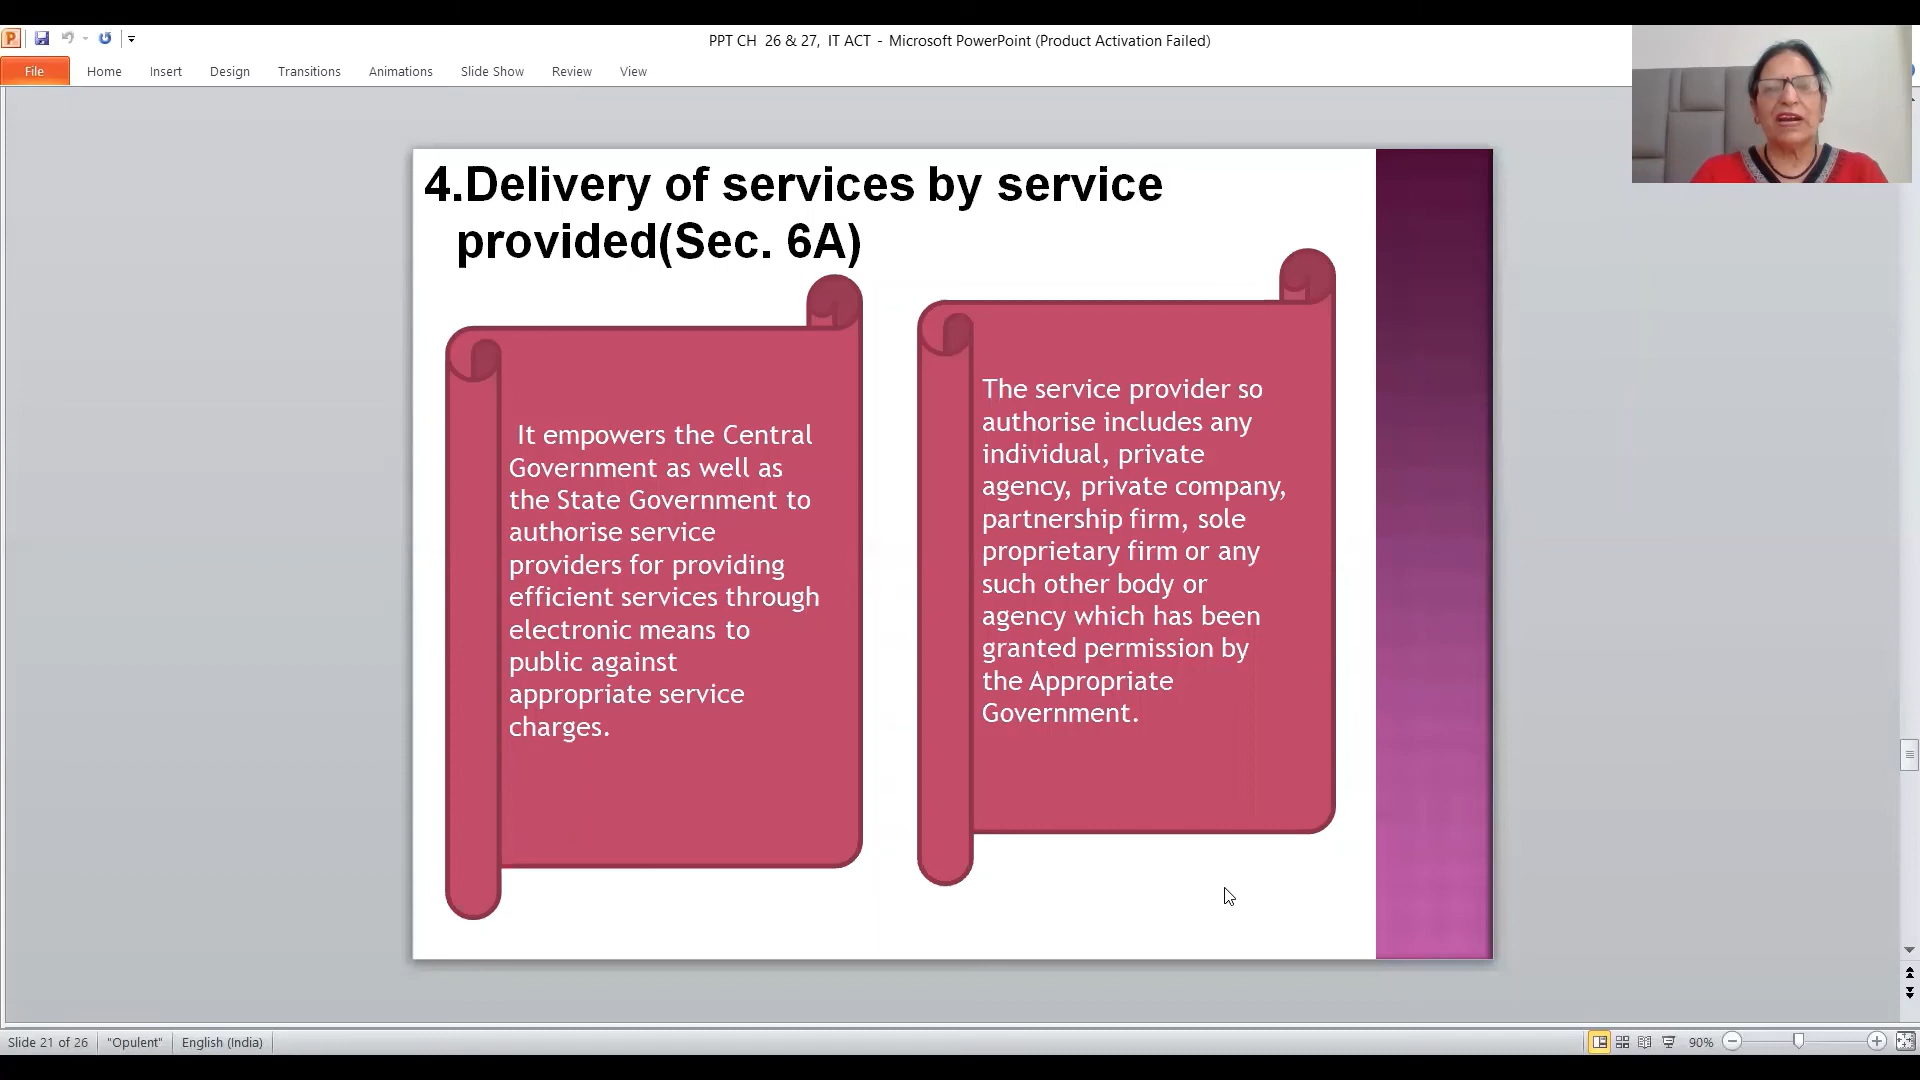 PPT CH 26 & 27, IT ACT - Microsoft PowerPoint (Product Activation Failed)
File Home Insert Design Transitions Animations Slide Show Review View
4.Delivery of services by service
provided(Sec. 6A)
It empowers the Central
Government as well as
the State Government to
authorise service
providers for providing
efficient services through
electronic means to
public against
appropriate service
charges.
The service provider so
authorise includes any
individual, private
agency, private company,
partnership firm, sole
proprietary firm or any
such other body or
agency which has been
granted permission by
the Appropriate
Government.
Slide 21 of 26 "Opulent" English (India) 90%